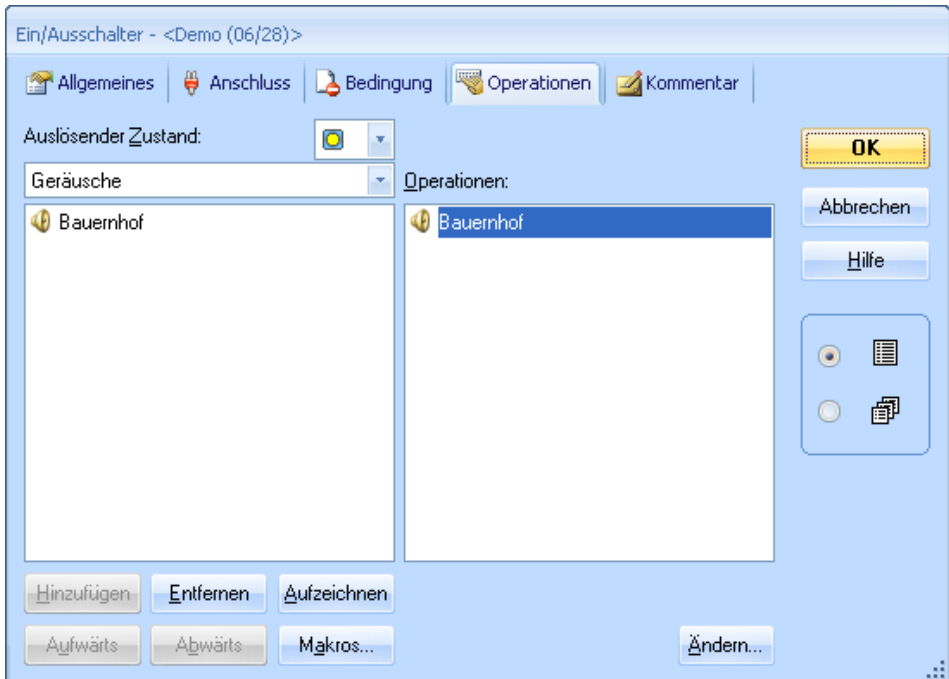 Ein/Ausschalter - <Demo (06/28)>
Allgemeines Anschluss Bedingung Operationen Kommentar
Auslösender Zustand:
Geräusche
Operationen:
Bauernhof
Bauernhof
OK
Abbrechen
Hilfe
Hinzufügen Entfernen Aufzeichnen
Aufwärts Abwärts Makros... Ändern...